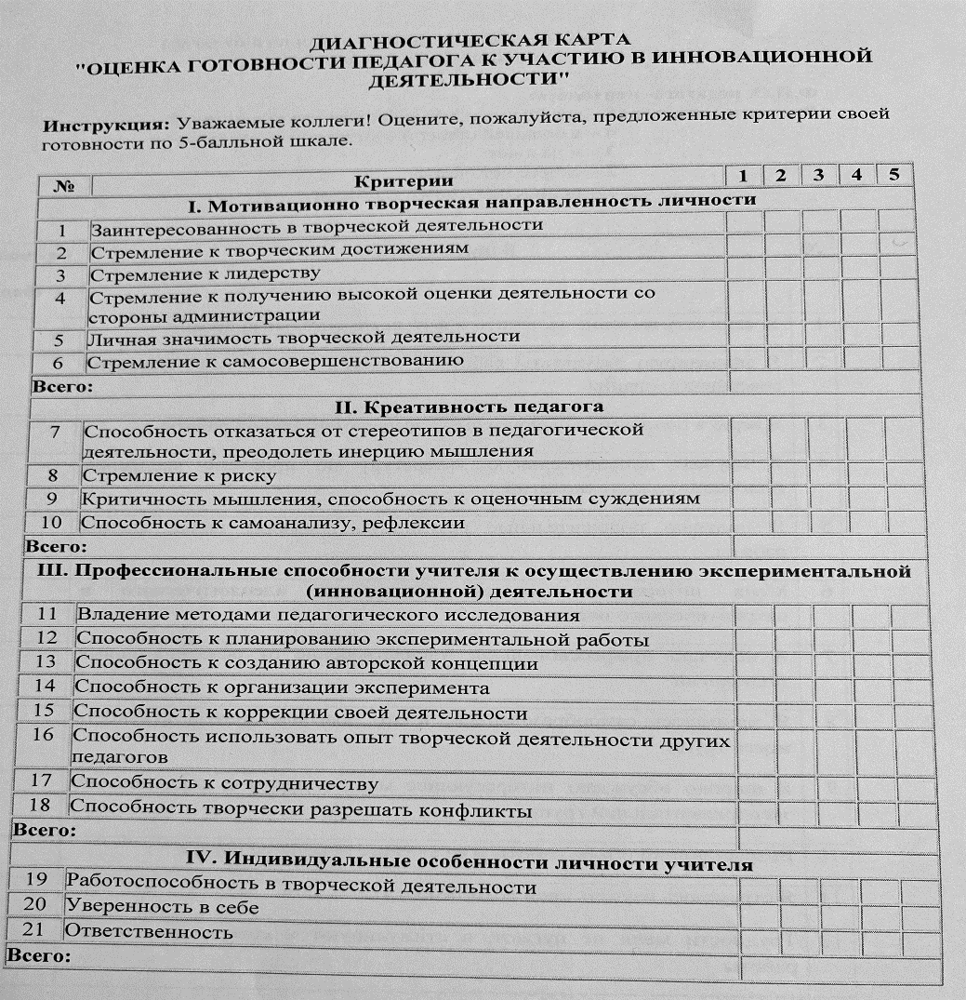 ДИАГНОСТИЧЕСКАЯ КАРТА
"ОЦЕНКА ГОТОВНОСТИ ПЕДАГОГА К УЧАСТИЮ В ИННОВАЦИОННОЙ
ДЕЯТЕЛЬНОСТИ"
Инструкция: Уважаемые коллеги! Оцените, пожалуйста, предложенные критерии своей
готовности по 5-балльной шкале.
№ Критерии 1 2 3 4 5
I. Мотивационно творческая направленность личности
1 Заинтересованность в творческой деятельности
2 Стремление к творческим достижениям
3 Стремление к лидерству
4 Стремление к получению высокой оценки деятельности со
стороны администрации
5 Личная значимость творческой деятельности
6 Стремление к самосовершенствованию
Всего:
II. Креативность педагога
7 Способность отказаться от стереотипов в педагогической
деятельности, преодолеть инерцию мышления
8 Стремление к риску
9 Критичность мышления, способность к оценочным суждениям
10 Способность к самоанализу, рефлексии
Всего:
III. Профессиональные способности учителя к осуществлению экспериментальной
(инновационной) деятельности
11 Владение методами педагогического исследования
12 Способность к планированию экспериментальной работы
13 Способность к созданию авторской концепции
14 Способность к организации эксперимента
15 Способность к коррекции своей деятельности
16 Способность использовать опыт творческой деятельности других
педагогов
17 Способность к сотрудничеству
18 Способность творчески разрешать конфликты
Всего:
IV. Индивидуальные особенности личности учителя
19 Работоспособность в творческой деятельности
20 Уверенность в себе
21 Ответственность
Всего: